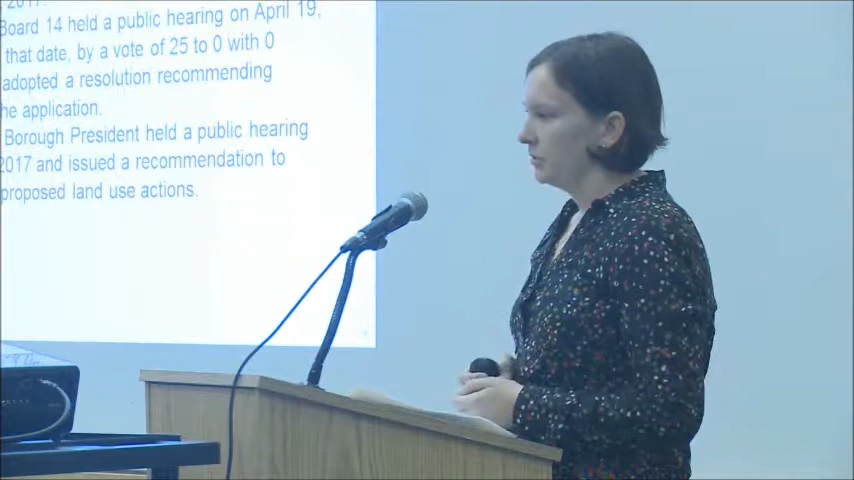 2017.
Board 14 held a public hearing on April 19,
that date, by a vote of 25 to 0 with 0
adopted a resolution recommending
he application.
Borough President held a public hearing
2017 and issued a recommendation to
proposed land use actions.